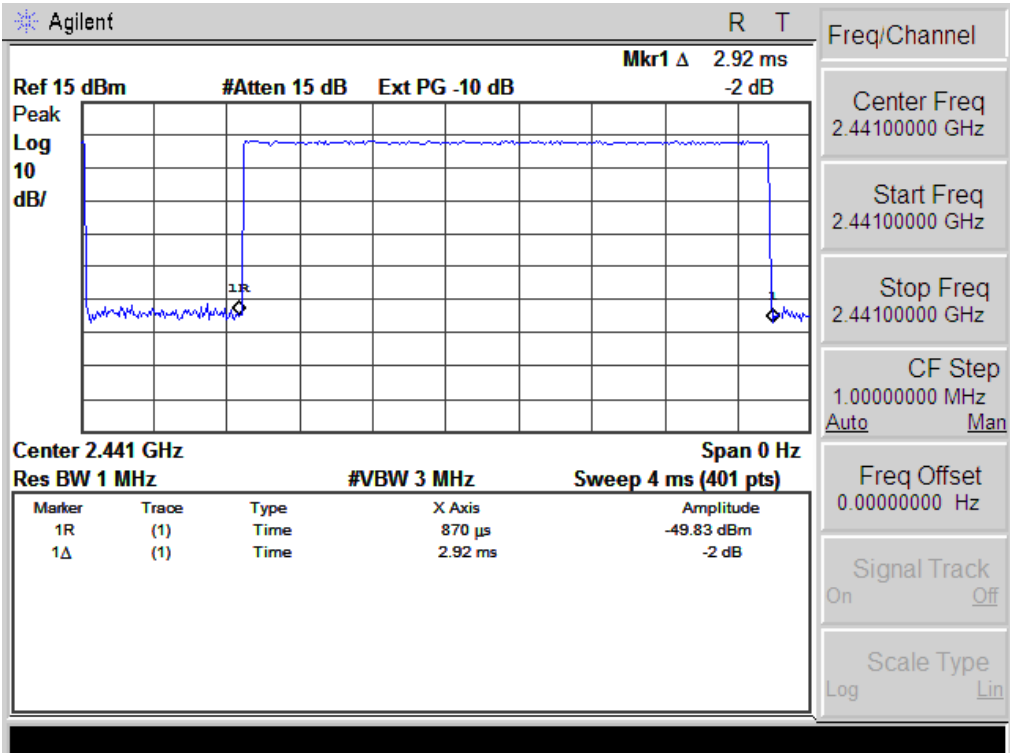 Agilent R T
Mkr1 Δ 2.92 ms
Ref 15 dBm #Atten 15 dB Ext PG -10 dB -2 dB
Peak
Log
10
dB/
1R
1
Center 2.441 GHz Span 0 Hz
Res BW 1 MHz #VBW 3 MHz Sweep 4 ms (401 pts)
Marker Trace Type X Axis Amplitude
1R (1) Time 870 µs -49.83 dBm
1Δ (1) Time 2.92 ms -2 dB
Freq/Channel
Center Freq
2.44100000 GHz
Start Freq
2.44100000 GHz
Stop Freq
2.44100000 GHz
CF Step
1.00000000 MHz
Auto Man
Freq Offset
0.00000000 Hz
Signal Track
On Off
Scale Type
Log Lin